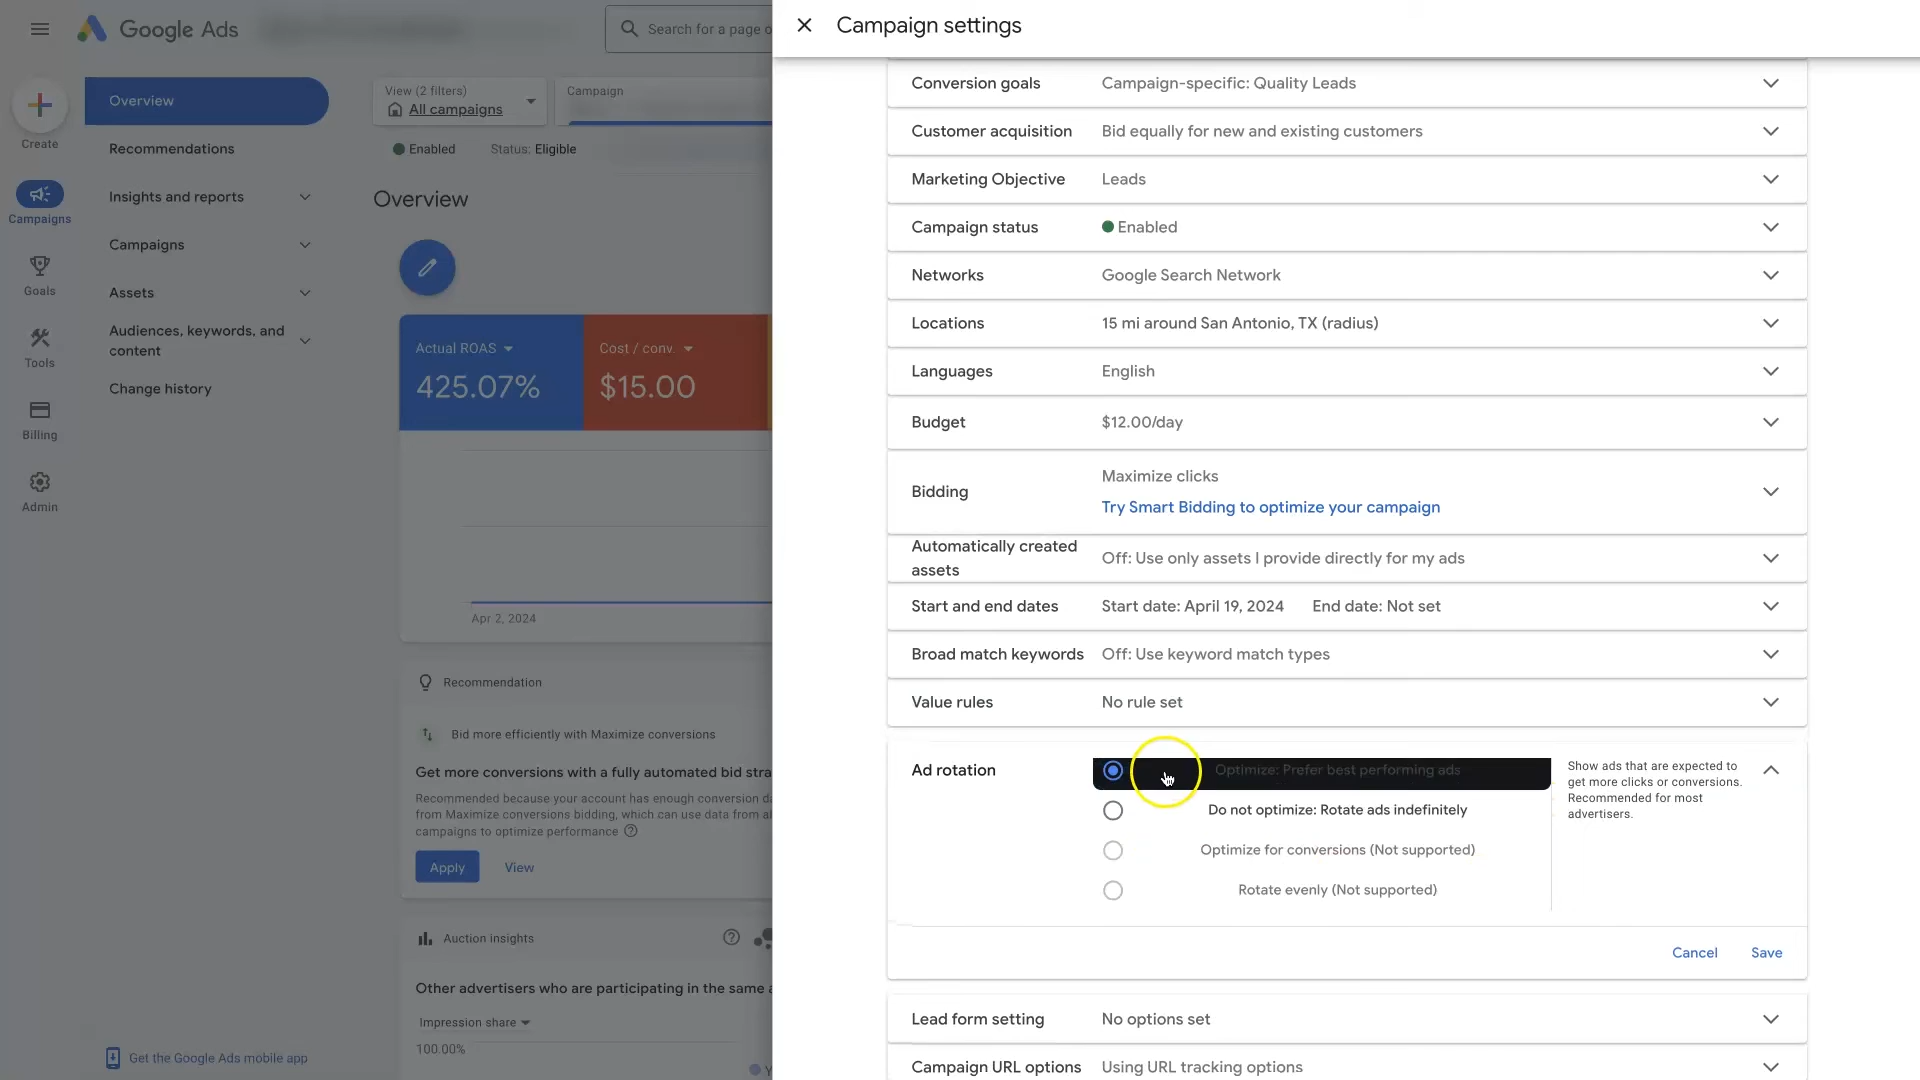 Google Ads
Search for a page o
Create
Campaigns
Goals
Tools
Billing
Admin
Overview
Recommendations
Insights and reports
Campaigns
Assets
Audiences, keywords, and
content
Change history
Get the Google Ads mobile app
View (2 filters)
All campaigns
Campaign
Enabled
Status: Eligible
Overview
Actual ROAS
425.07%
Cost / conv.
$15.00
Apr 2, 2024
Recommendation
Bid more efficiently with Maximize conversions
Get more conversions with a fully automated bid stra
Recommended because your account has enough conversion da
from Maximize conversions bidding, which can use data from al
campaigns to optimize performance
Apply
View
Auction insights
Other advertisers who are participating in the same a
Impression share
100.00%
Y
Campaign settings
Conversion goals
Campaign-specific: Quality Leads
Customer acquisition
Bid equally for new and existing customers
Marketing Objective
Leads
Campaign status
Enabled
Networks
Google Search Network
Locations
15 mi around San Antonio, TX (radius)
Languages
English
Budget
$12.00/day
Bidding
Maximize clicks
Try Smart Bidding to optimize your campaign
Automatically created
assets
Off: Use only assets I provide directly for my ads
Start and end dates
Start date: April 19, 2024
End date: Not set
Broad match keywords
Off: Use keyword match types
Value rules
No rule set
Ad rotation
Optimize: Prefer best performing ads
Do not optimize: Rotate ads indefinitely
Optimize for conversions (Not supported)
Rotate evenly (Not supported)
Show ads that are expected to
get more clicks or conversions.
Recommended for most
advertisers.
Cancel
Save
Lead form setting
No options set
Campaign URL options
Using URL tracking options